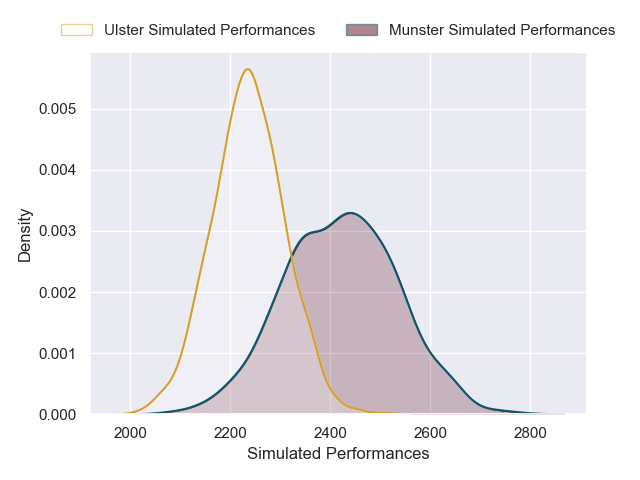 Ulster Simulated Performances Munster Simulated Performances
0.005
0.004
0.003
0.002
0.001
0.000
Density
2000 2200 2400 2600 2800
Simulated Performances